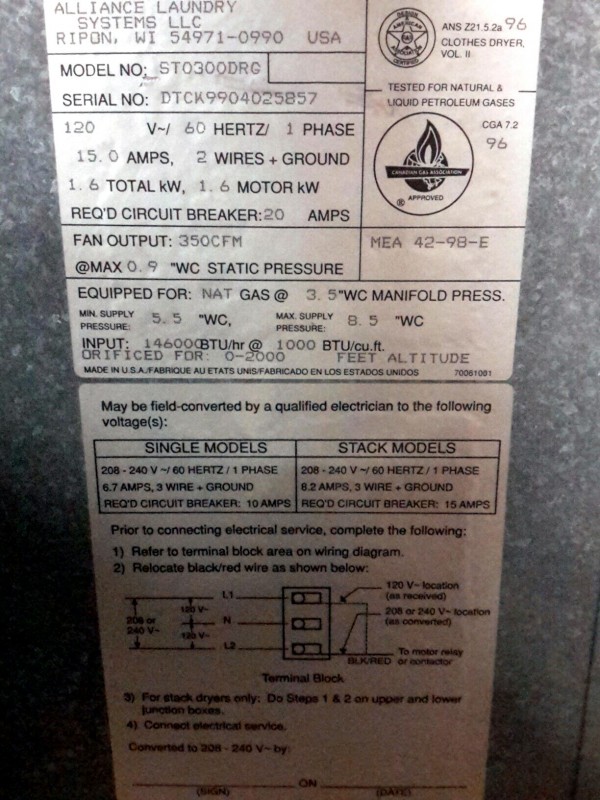 ALLIANCE LAUNDRY
SYSTEMS LLC
RIPON, WI 54971-0990 USA
MODEL NO: ST0300DRG
SERIAL NO: DTCK9904025857
120 V~/ 60 HERTZ/ 1 PHASE
15.0 AMPS, 2 WIRES + GROUND
1.6 TOTAL kW, 1.6 MOTOR kW
REQ'D CIRCUIT BREAKER: 20 AMPS
FAN OUTPUT: 350CFM
@MAX 0.9 "WC STATIC PRESSURE
DESIGN
AMERICAN
ASSOCIATION
CERTIFIED
ANS Z21.5.2a 96
CLOTHES DRYER,
VOL. II
TESTED FOR NATURAL &
LIQUID PETROLEUM GASES
CGA 7.2
96
CANADIAN GAS ASSOCIATION
® APPROVED
MEA 42-98-E
EQUIPPED FOR: NAT GAS @ 3.5"WC MANIFOLD PRESS.
MIN. SUPPLY PRESSURE: 5.5 "WC, MAX. SUPPLY PRESSURE: 8.5 "WC
INPUT: 146000BTU/hr @ 1000 BTU/cu.ft.
ORIFICED FOR: 0-2000 FEET ALTITUDE
MADE IN U.S.A./FABRIQUE AU ETATS UNIS/FABRICADO EN LOS ESTADOS UNIDOS 70061001
May be field-converted by a qualified electrician to the following
voltage(s):
SINGLE MODELS
208 - 240 V ~/ 60 HERTZ / 1 PHASE
6.7 AMPS, 3 WIRE + GROUND
REQ'D CIRCUIT BREAKER: 10 AMPS
STACK MODELS
208 - 240 V ~/ 60 HERTZ / 1 PHASE
8.2 AMPS, 3 WIRE + GROUND
REQ'D CIRCUIT BREAKER: 15 AMPS
Prior to connecting electrical service, complete the following:
1) Refer to terminal block area on wiring diagram.
2) Relocate black/red wire as shown below:
208 or
240 V~
120 V~
120 V~
L1
N
L2
120 V~ location
(as received)
208 or 240 V~ location
(as converted)
To motor relay
or contactor
BLK/RED
Terminal Block
3) For stack dryers only: Do Steps 1 & 2 on upper and lower
junction boxes.
4) Connect electrical service.
Converted to 208 - 240 V~ by:
ON
(SIGN) (DATE)